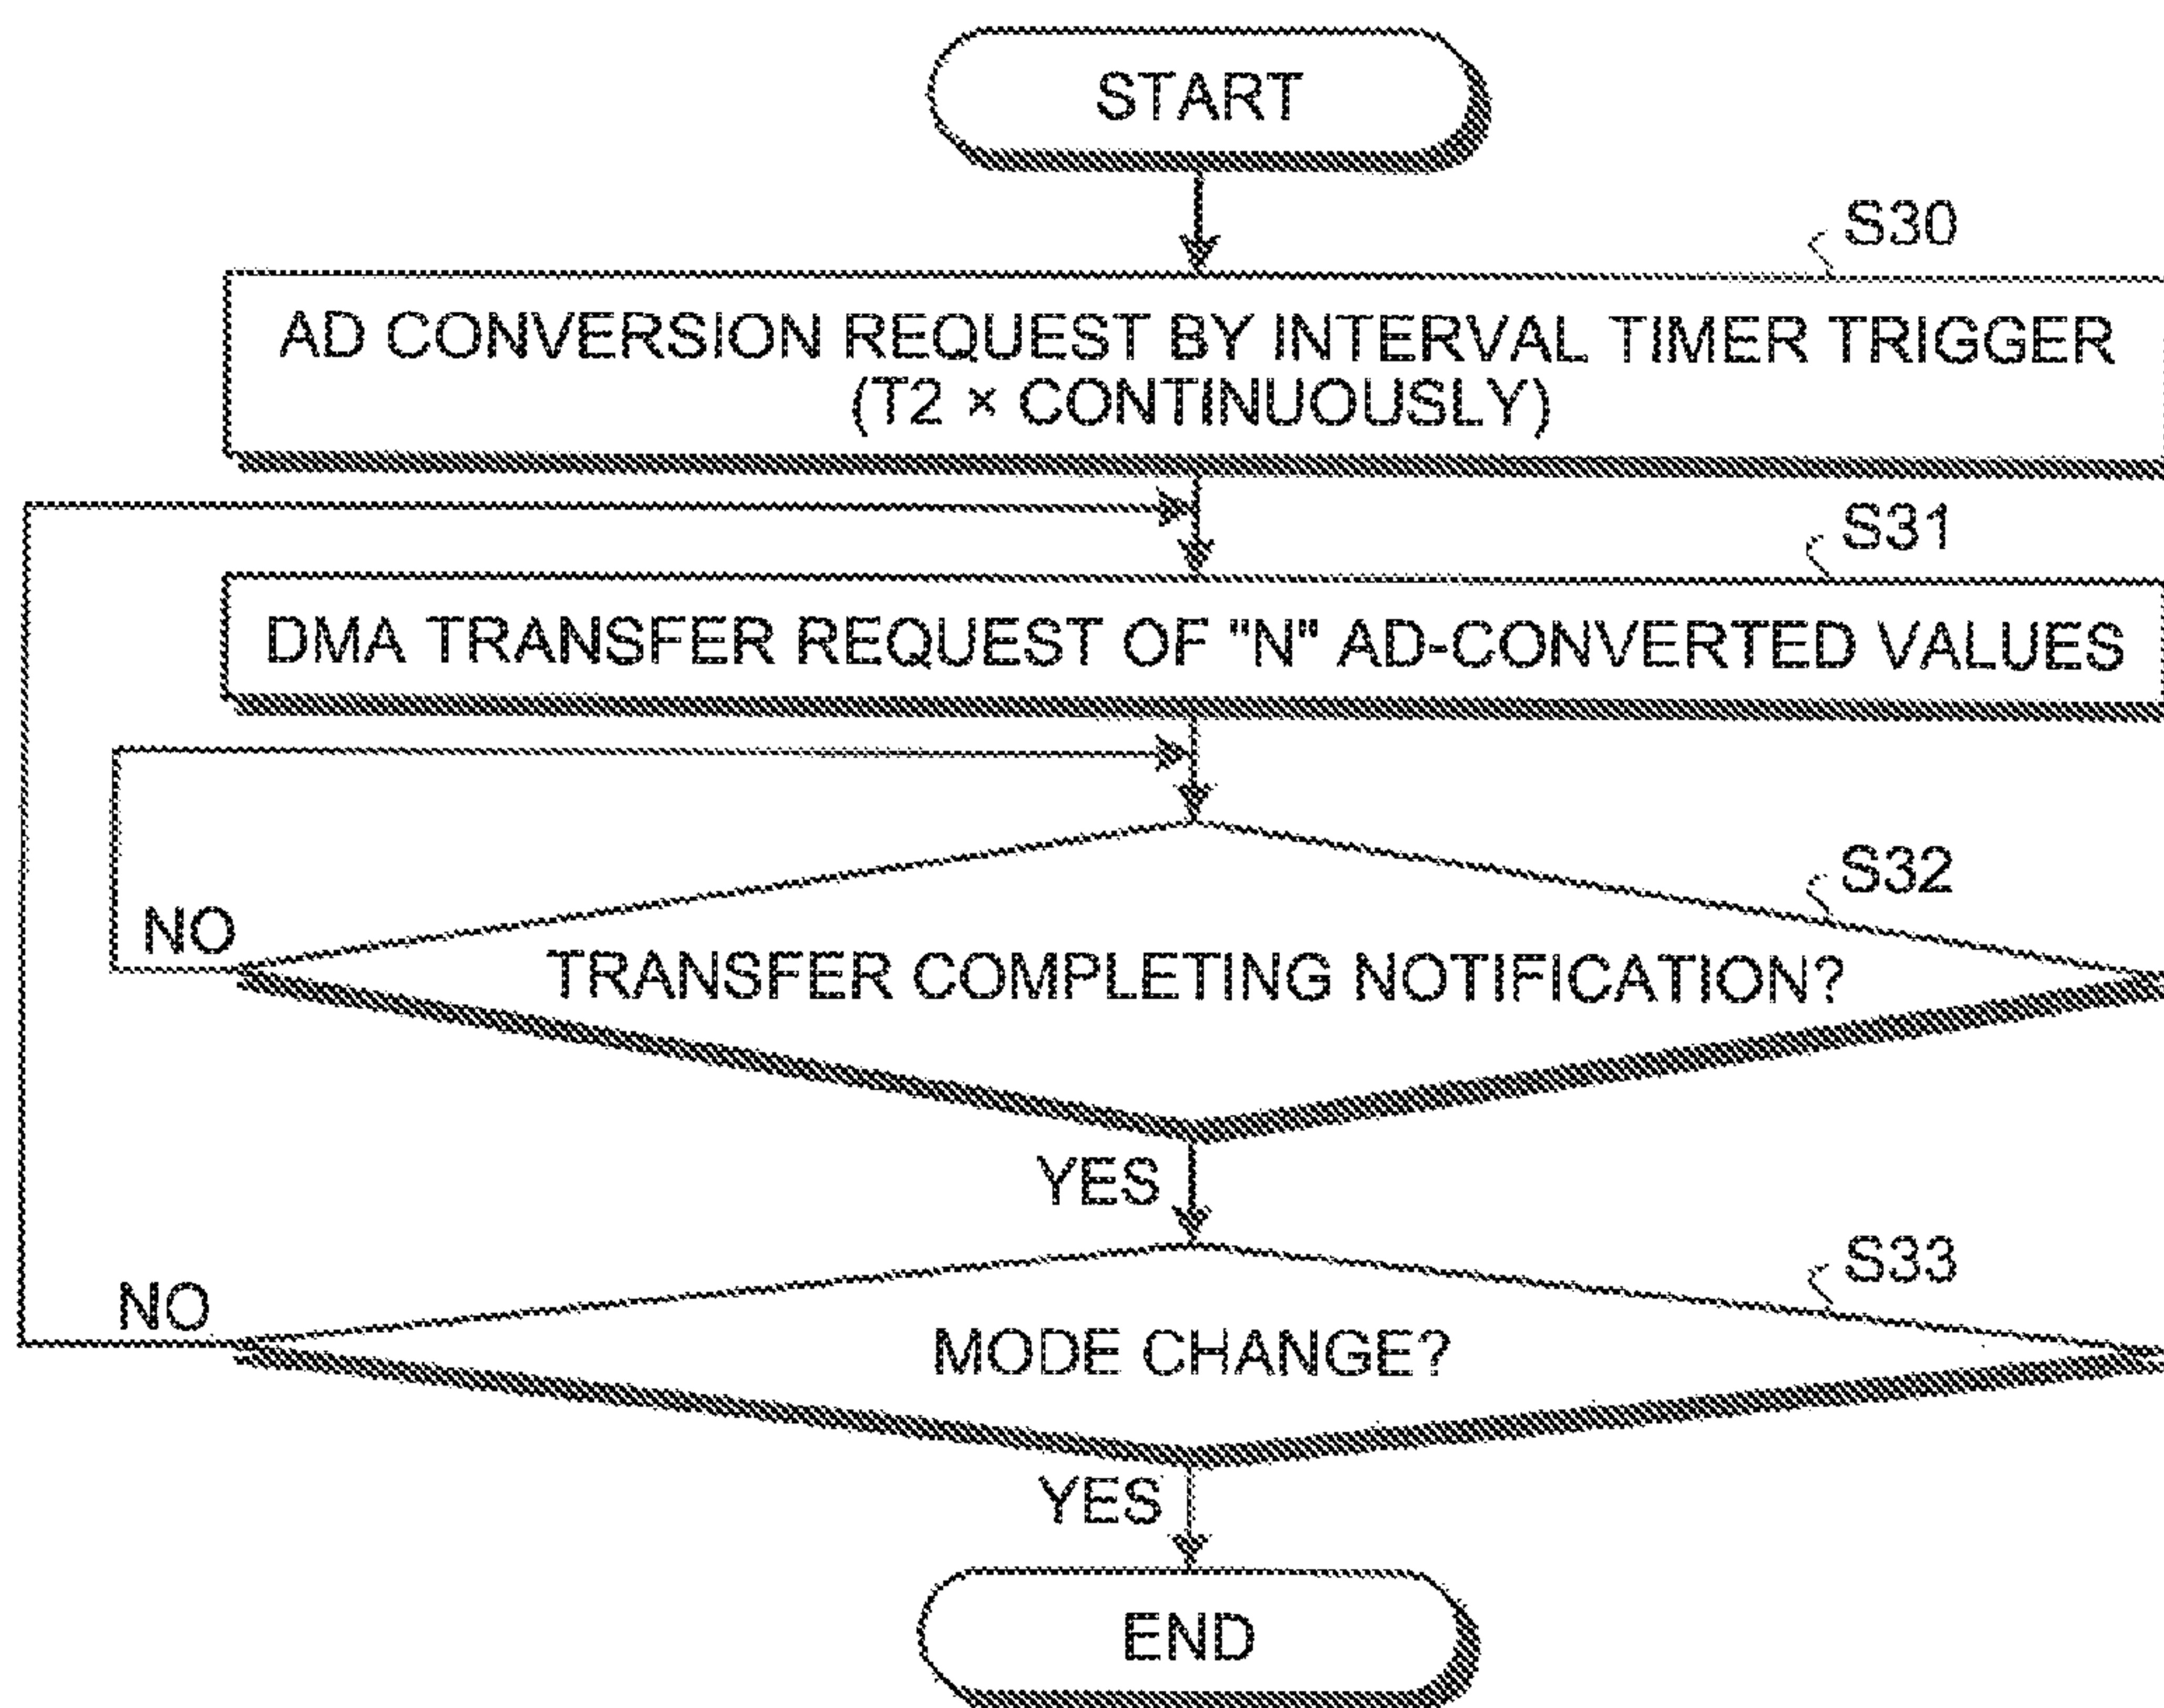 START
S30
AD CONVERSION REQUEST BY INTERVAL TIMER TRIGGER
(T2 × CONTINUOUSLY)
S31
DMA TRANSFER REQUEST OF "N" AD-CONVERTED VALUES
S32
NO
TRANSFER COMPLETING NOTIFICATION?
YES
S33
NO
MODE CHANGE?
YES
END